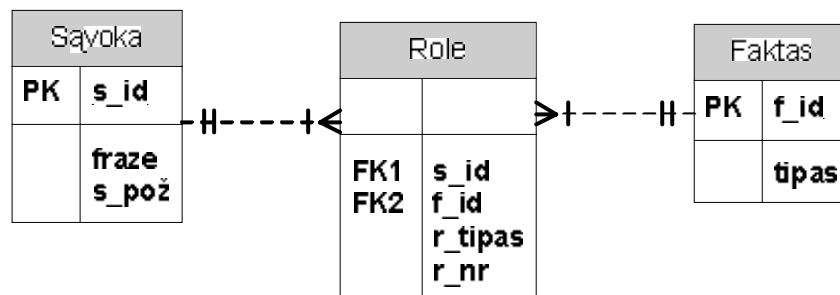 Sąvoka
PK s_id
fraze
s_pož
Role
FK1 s_id
FK2 f_id
r_tipas
r_nr
Faktas
PK f_id
tipas